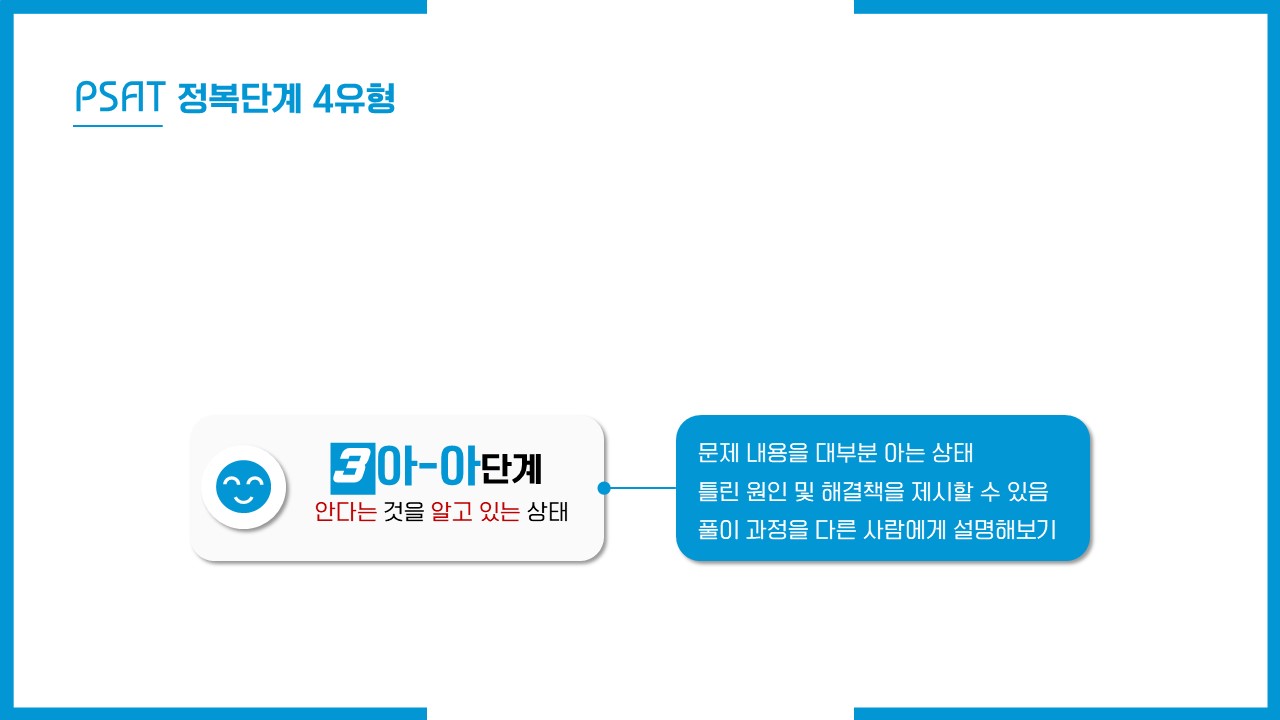 PSAT 정복단계 4유형
3아-아단계
안다는 것을 알고 있는 상태
문제 내용을 대부분 아는 상태
틀린 원인 및 해결책을 제시할 수 있음
풀이 과정을 다른 사람에게 설명해보기